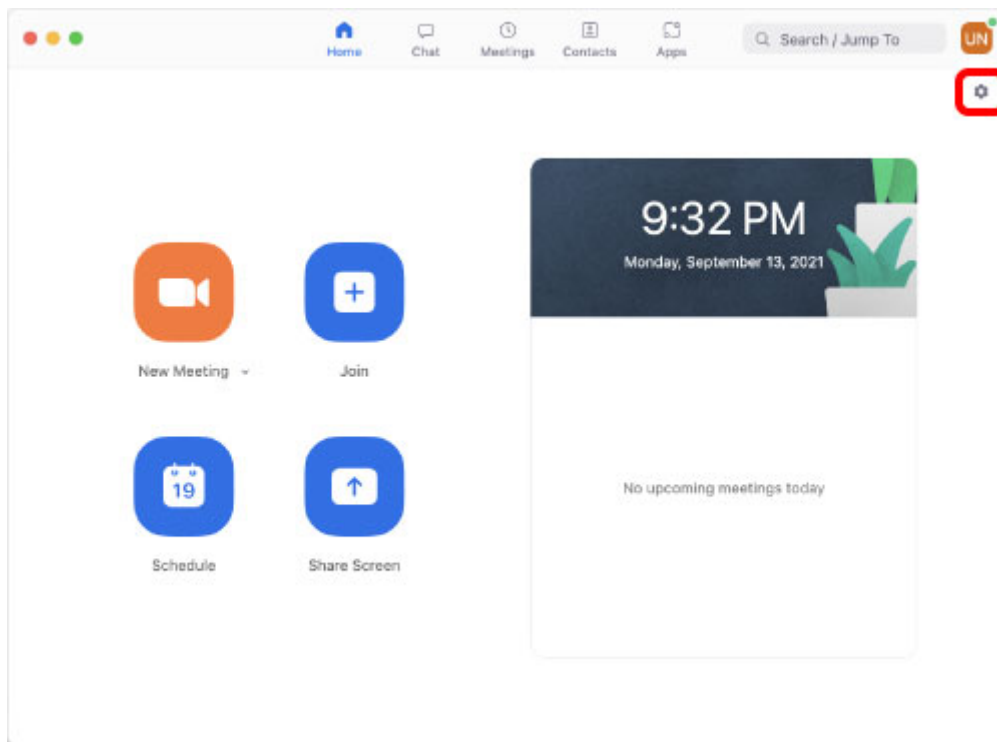 Home
Chat
Meetings
Contacts
Apps
Search / Jump To
UN
9:32 PM
Monday, September 13, 2021
New Meeting
Join
19
Schedule
Share Screen
No upcoming meetings today